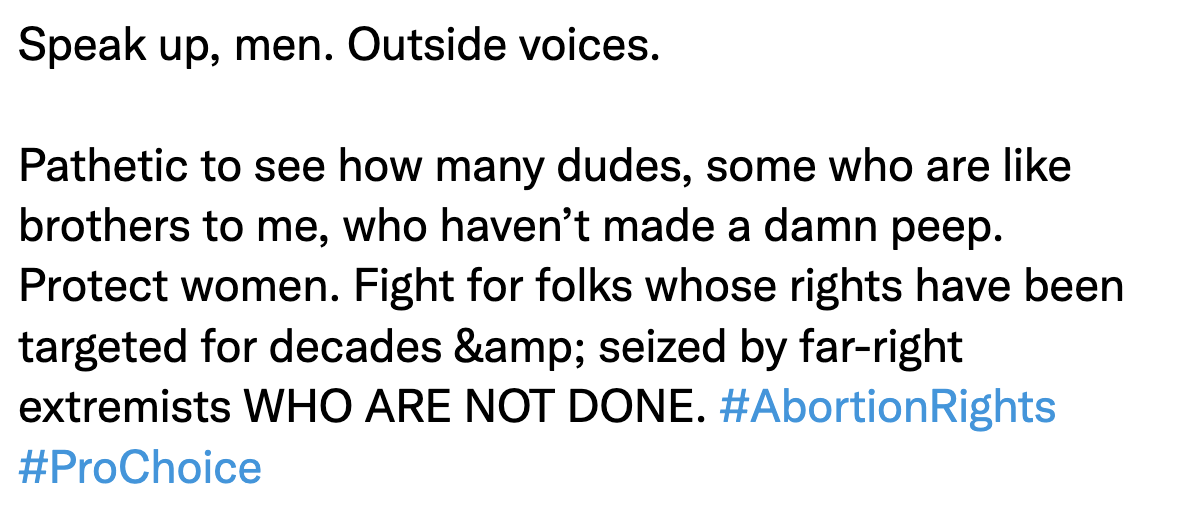 Speak up, men. Outside voices.
Pathetic to see how many dudes, some who are like
brothers to me, who haven’t made a damn peep.
Protect women. Fight for folks whose rights have been
targeted for decades &amp; seized by far-right
extremists WHO ARE NOT DONE. #AbortionRights
#ProChoice